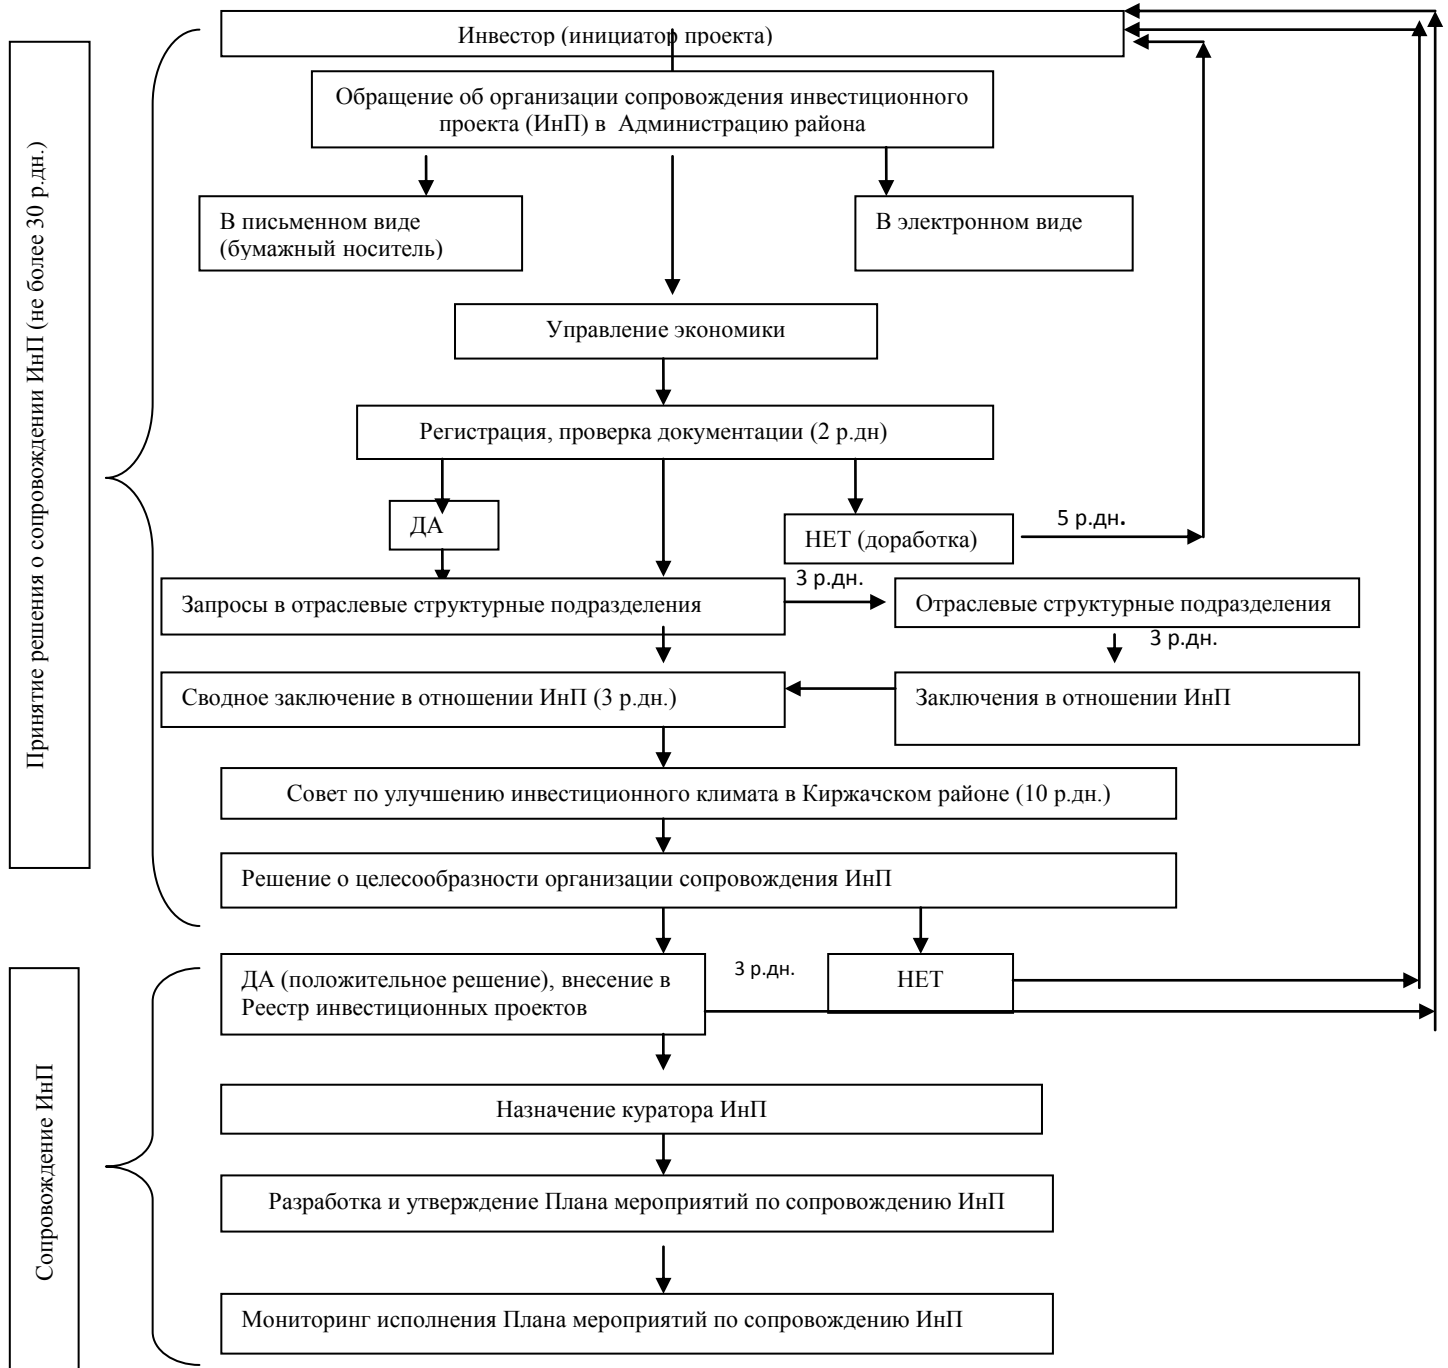 Инвестор (инициатор проекта)
Обращение об организации сопровождения инвестиционного
проекта (ИнП) в Администрацию района
В письменном виде
(бумажный носитель)
В электронном виде
Управление экономики
Регистрация, проверка документации (2 р.дн)
ДА
НЕТ (доработка)
5 р.дн.
Запросы в отраслевые структурные подразделения
3 р.дн.
Отраслевые структурные подразделения
3 р.дн.
Сводное заключение в отношении ИнП (3 р.дн.)
Заключения в отношении ИнП
Совет по улучшению инвестиционного климата в Киржачском районе (10 р.дн.)
Решение о целесообразности организации сопровождения ИнП
Принятие решения о сопровождении ИнП (не более 30 р.дн.)
ДА (положительное решение), внесение в
Реестр инвестиционных проектов
3 р.дн.
НЕТ
Назначение куратора ИнП
Разработка и утверждение Плана мероприятий по сопровождению ИнП
Мониторинг исполнения Плана мероприятий по сопровождению ИнП
Сопровождение ИнП